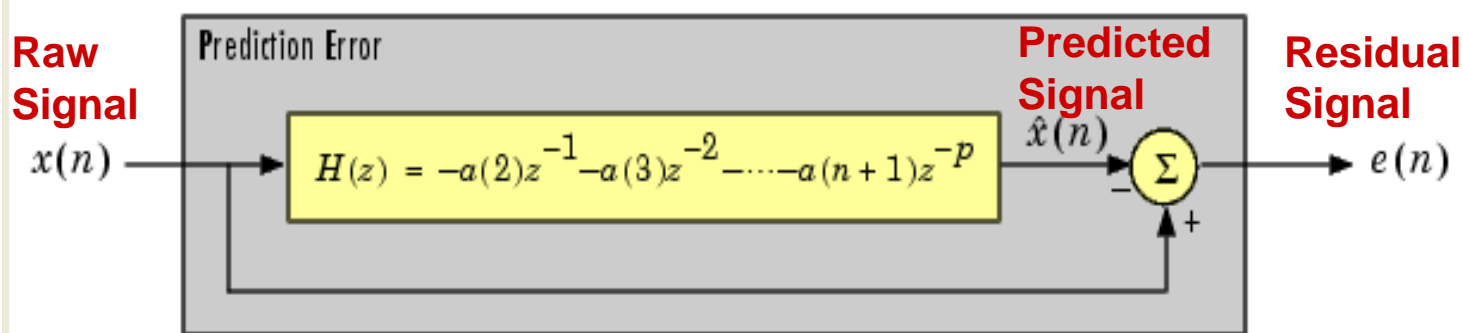 Raw
Signal
Prediction Error
Predicted
Signal
Residual
Signal
x(n)
H(z) = -a(2)z^{-1}-a(3)z^{-2}-⋯-a(n+1)z^{-p}
x̂(n)
-
Σ
+
e(n)